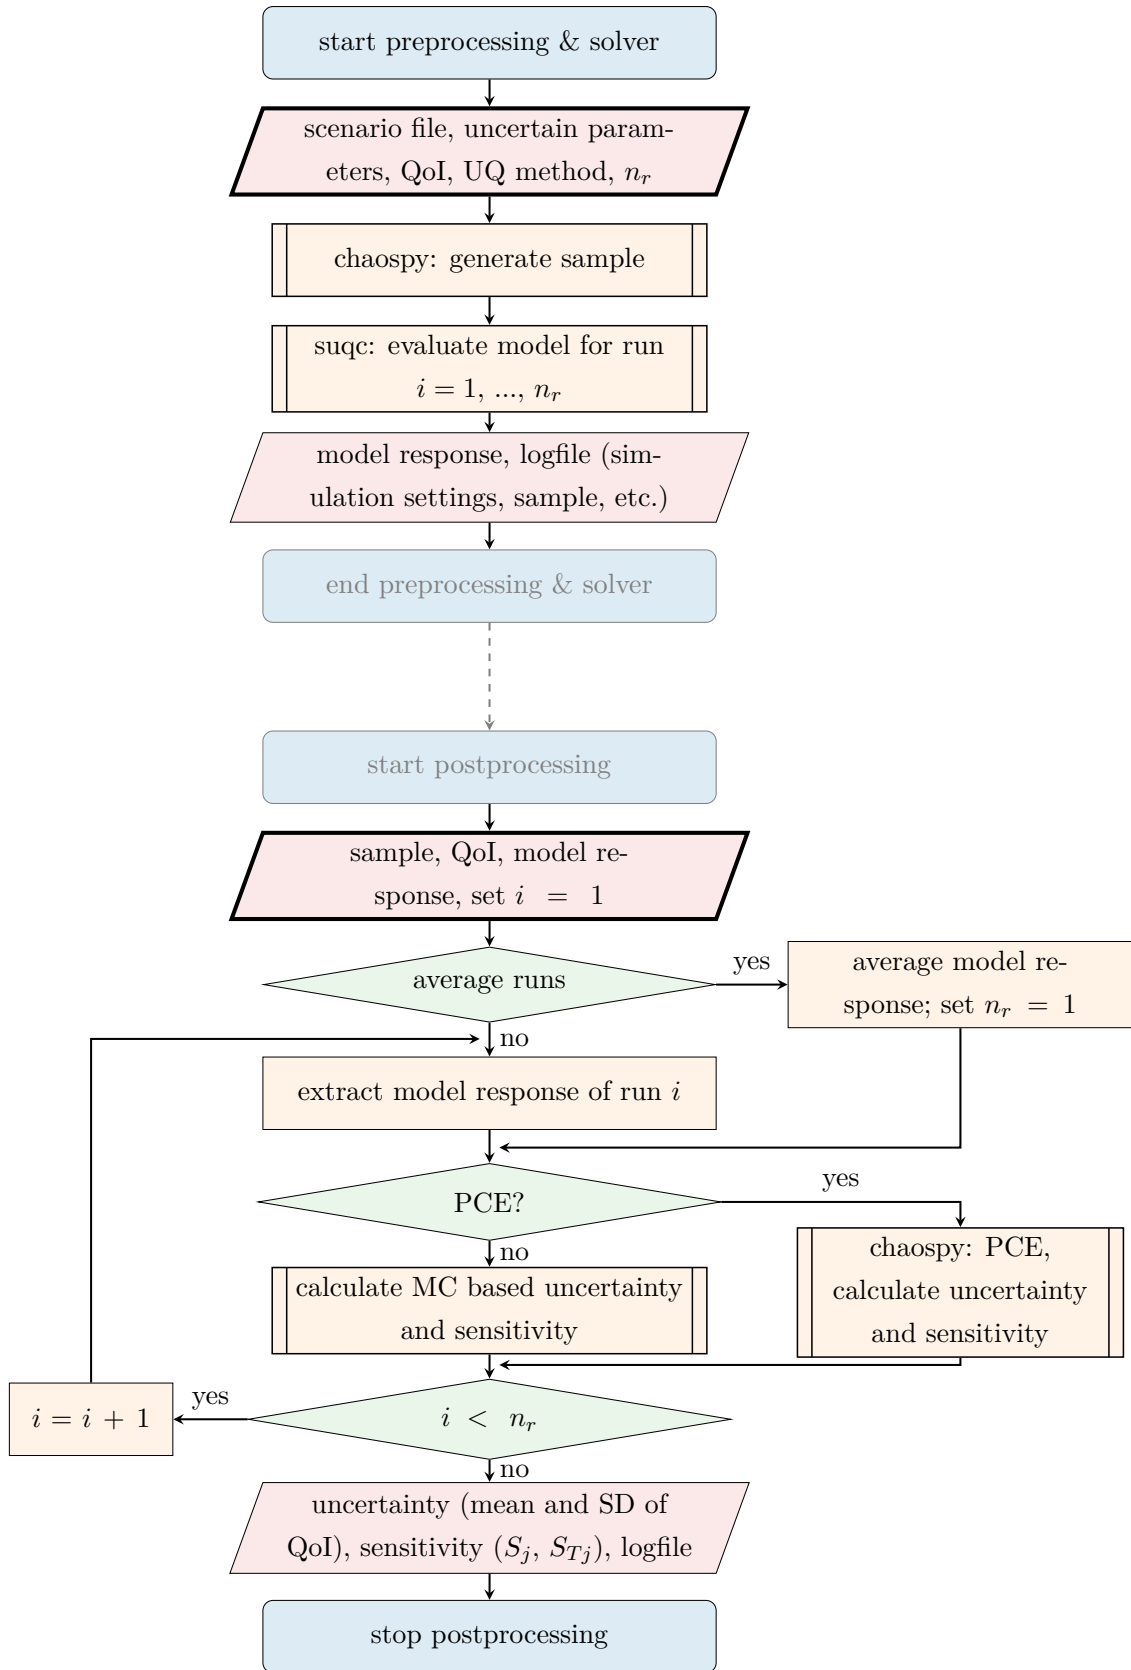 start preprocessing & solver
scenario file, uncertain param-
eters, QoI, UQ method, n_r
chaospy: generate sample
suqc: evaluate model for run
i = 1, ..., n_r
model response, logfile (sim-
ulation settings, sample, etc.)
end preprocessing & solver
start postprocessing
sample, QoI, model re-
sponse, set i = 1
average runs
yes
average model re-
sponse; set n_r = 1
no
extract model response of run i
PCE?
yes
no
chaospy: PCE,
calculate uncertainty
and sensitivity
calculate MC based uncertainty
and sensitivity
i < n_r
yes
i = i + 1
no
uncertainty (mean and SD of
QoI), sensitivity (S_j, S_{Tj}), logfile
stop postprocessing